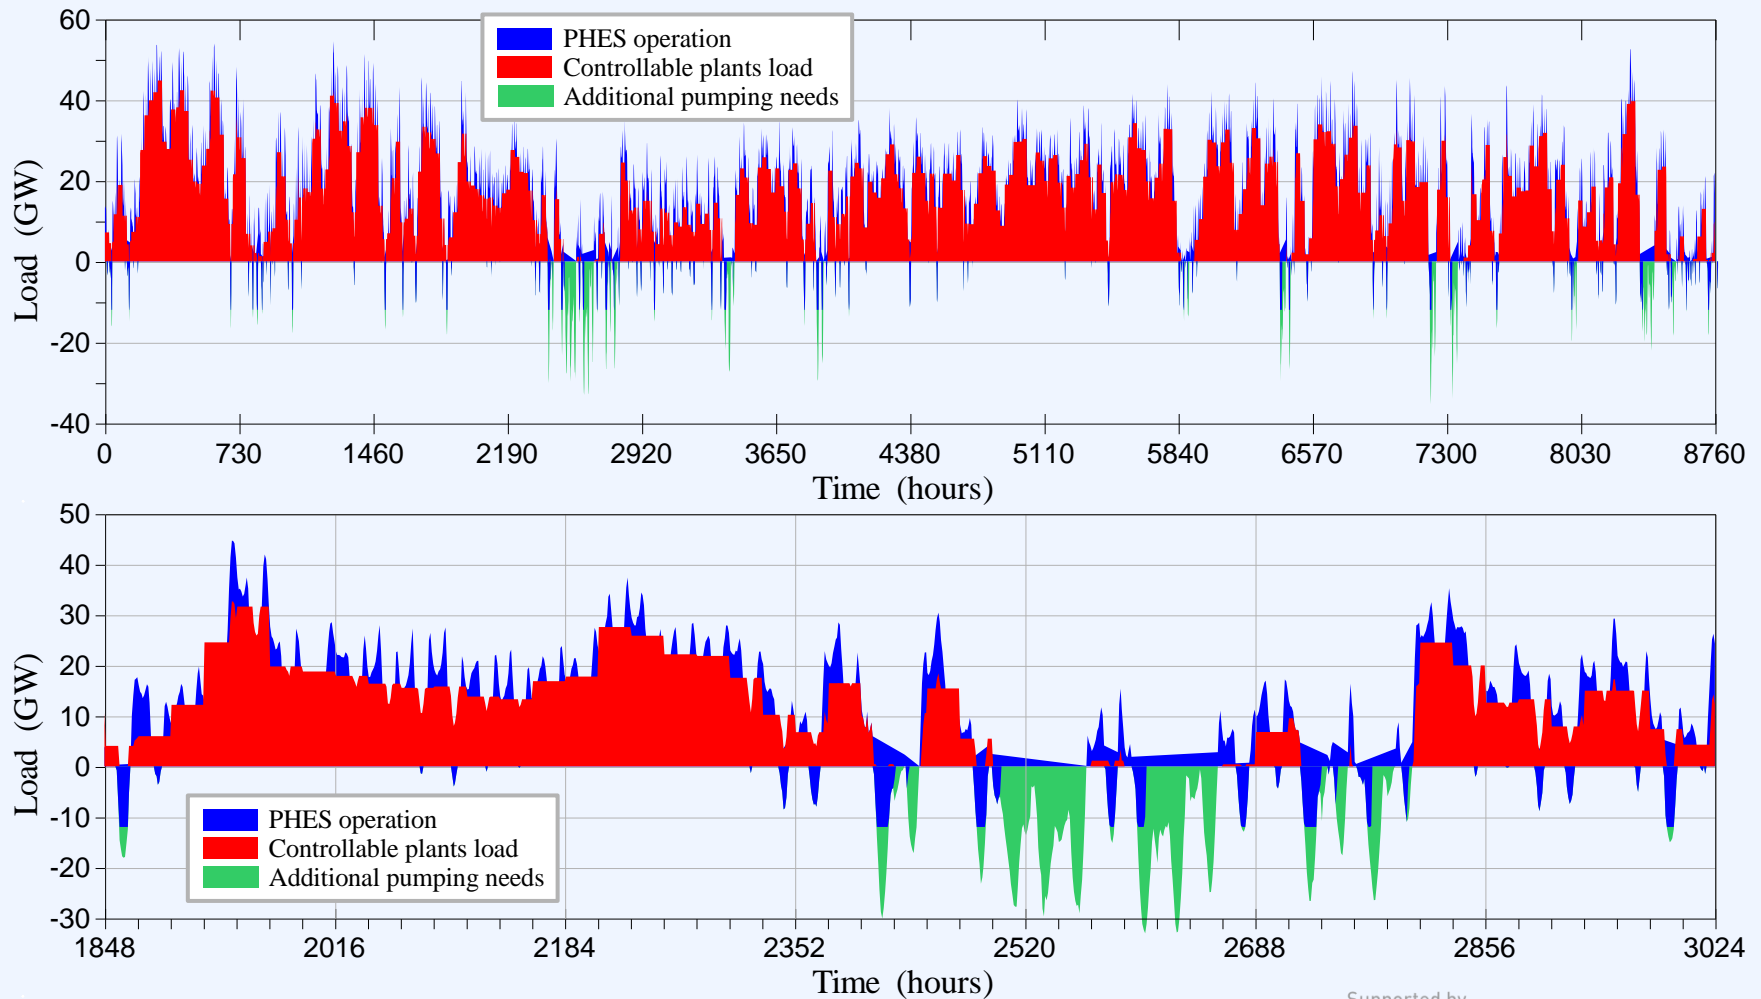 60
40
20
0
-20
-40
Load ((GW)
PHES operation
Controllable plants load
Additional pumping needs
0 730 1460 2190 2920 3650 4380 5110 5840 6570 7300 8030 8760
Time (hours)
50
40
30
20
10
0
-10
-20
-30
Load (GW)
PHES operation
Controllable plants load
Additional pumping needs
1848 2016 2184 2352 2520 2688 2856 3024
Time (hours)
Supported by